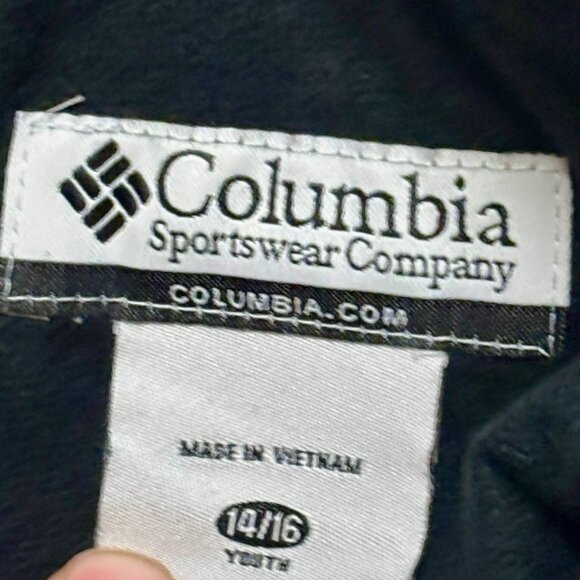 Columbia
Sportswear Company
COLUMBIA.COM
MADE IN VIETNAM
14/16
YOUTH